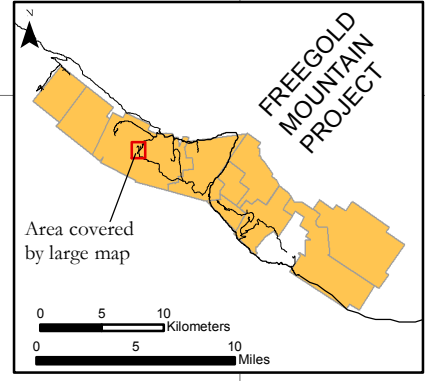 N
FREEGOLD
MOUNTAIN
PROJECT
Area covered
by large map
0 5 10
Kilometers
0 5 10
Miles